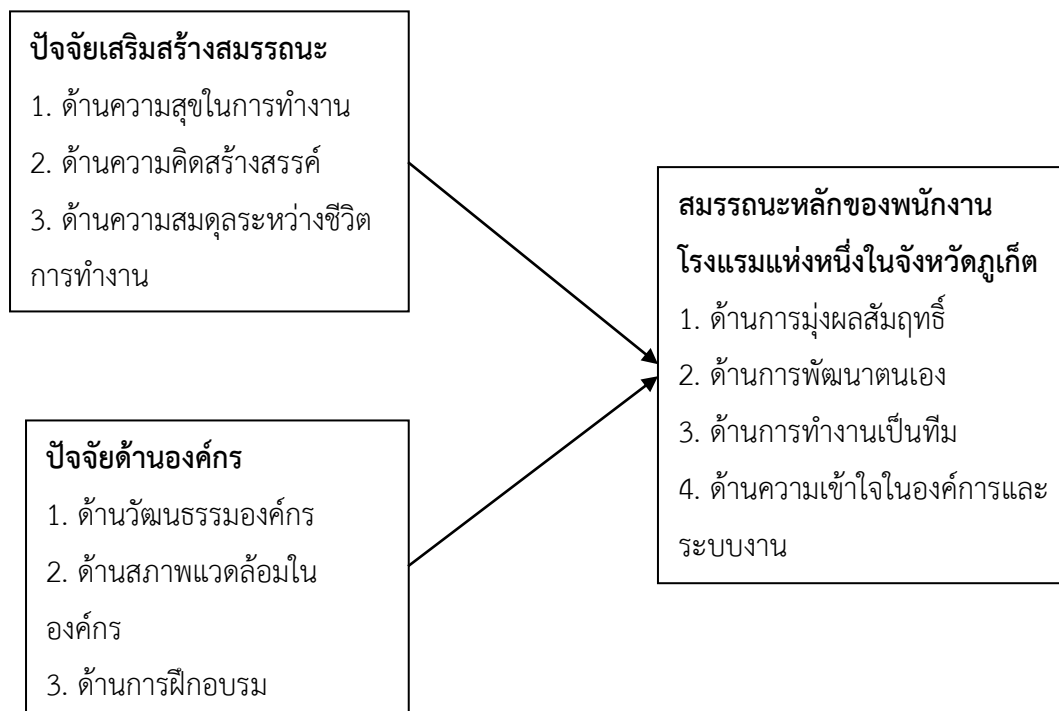 ปัจจัยเสริมสร้างสมรรถนะ
1. ด้านความสุขในการทำงาน
2. ด้านความคิดสร้างสรรค์
3. ด้านความสมดุลระหว่างชีวิต
การทำงาน
ปัจจัยด้านองค์กร
1. ด้านวัฒนธรรมองค์กร
2. ด้านสภาพแวดล้อมใน
องค์กร
3. ด้านการฝึกอบรม
สมรรถนะหลักของพนักงาน
โรงแรมแห่งหนึ่งในจังหวัดภูเก็ต
1. ด้านการมุ่งผลสัมฤทธิ์
2. ด้านการพัฒนาตนเอง
3. ด้านการทำงานเป็นทีม
4. ด้านความเข้าใจในองค์การและ
ระบบงาน